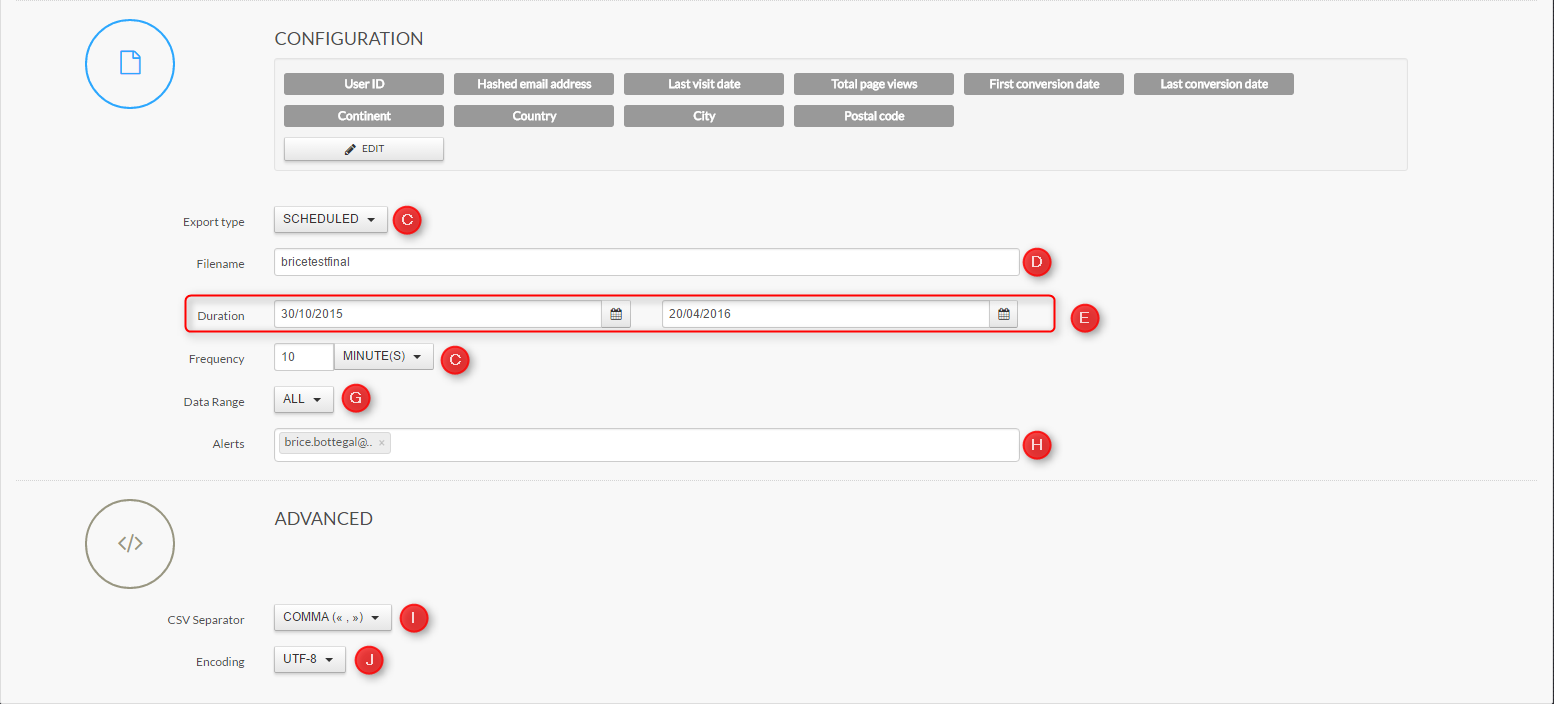 CONFIGURATION
User ID Hashed email address Last visit date Total page views First conversion date Last conversion date
Continent Country City Postal code
EDIT
Export type SCHEDULED C
Filename bricetestfinal D
Duration 30/10/2015 20/04/2016 E
Frequency 10 MINUTE(S) C
Data Range ALL G
Alerts brice.bottegal@.. × H
</> ADVANCED
CSV Separator COMMA (« , ») I
Encoding UTF-8 J